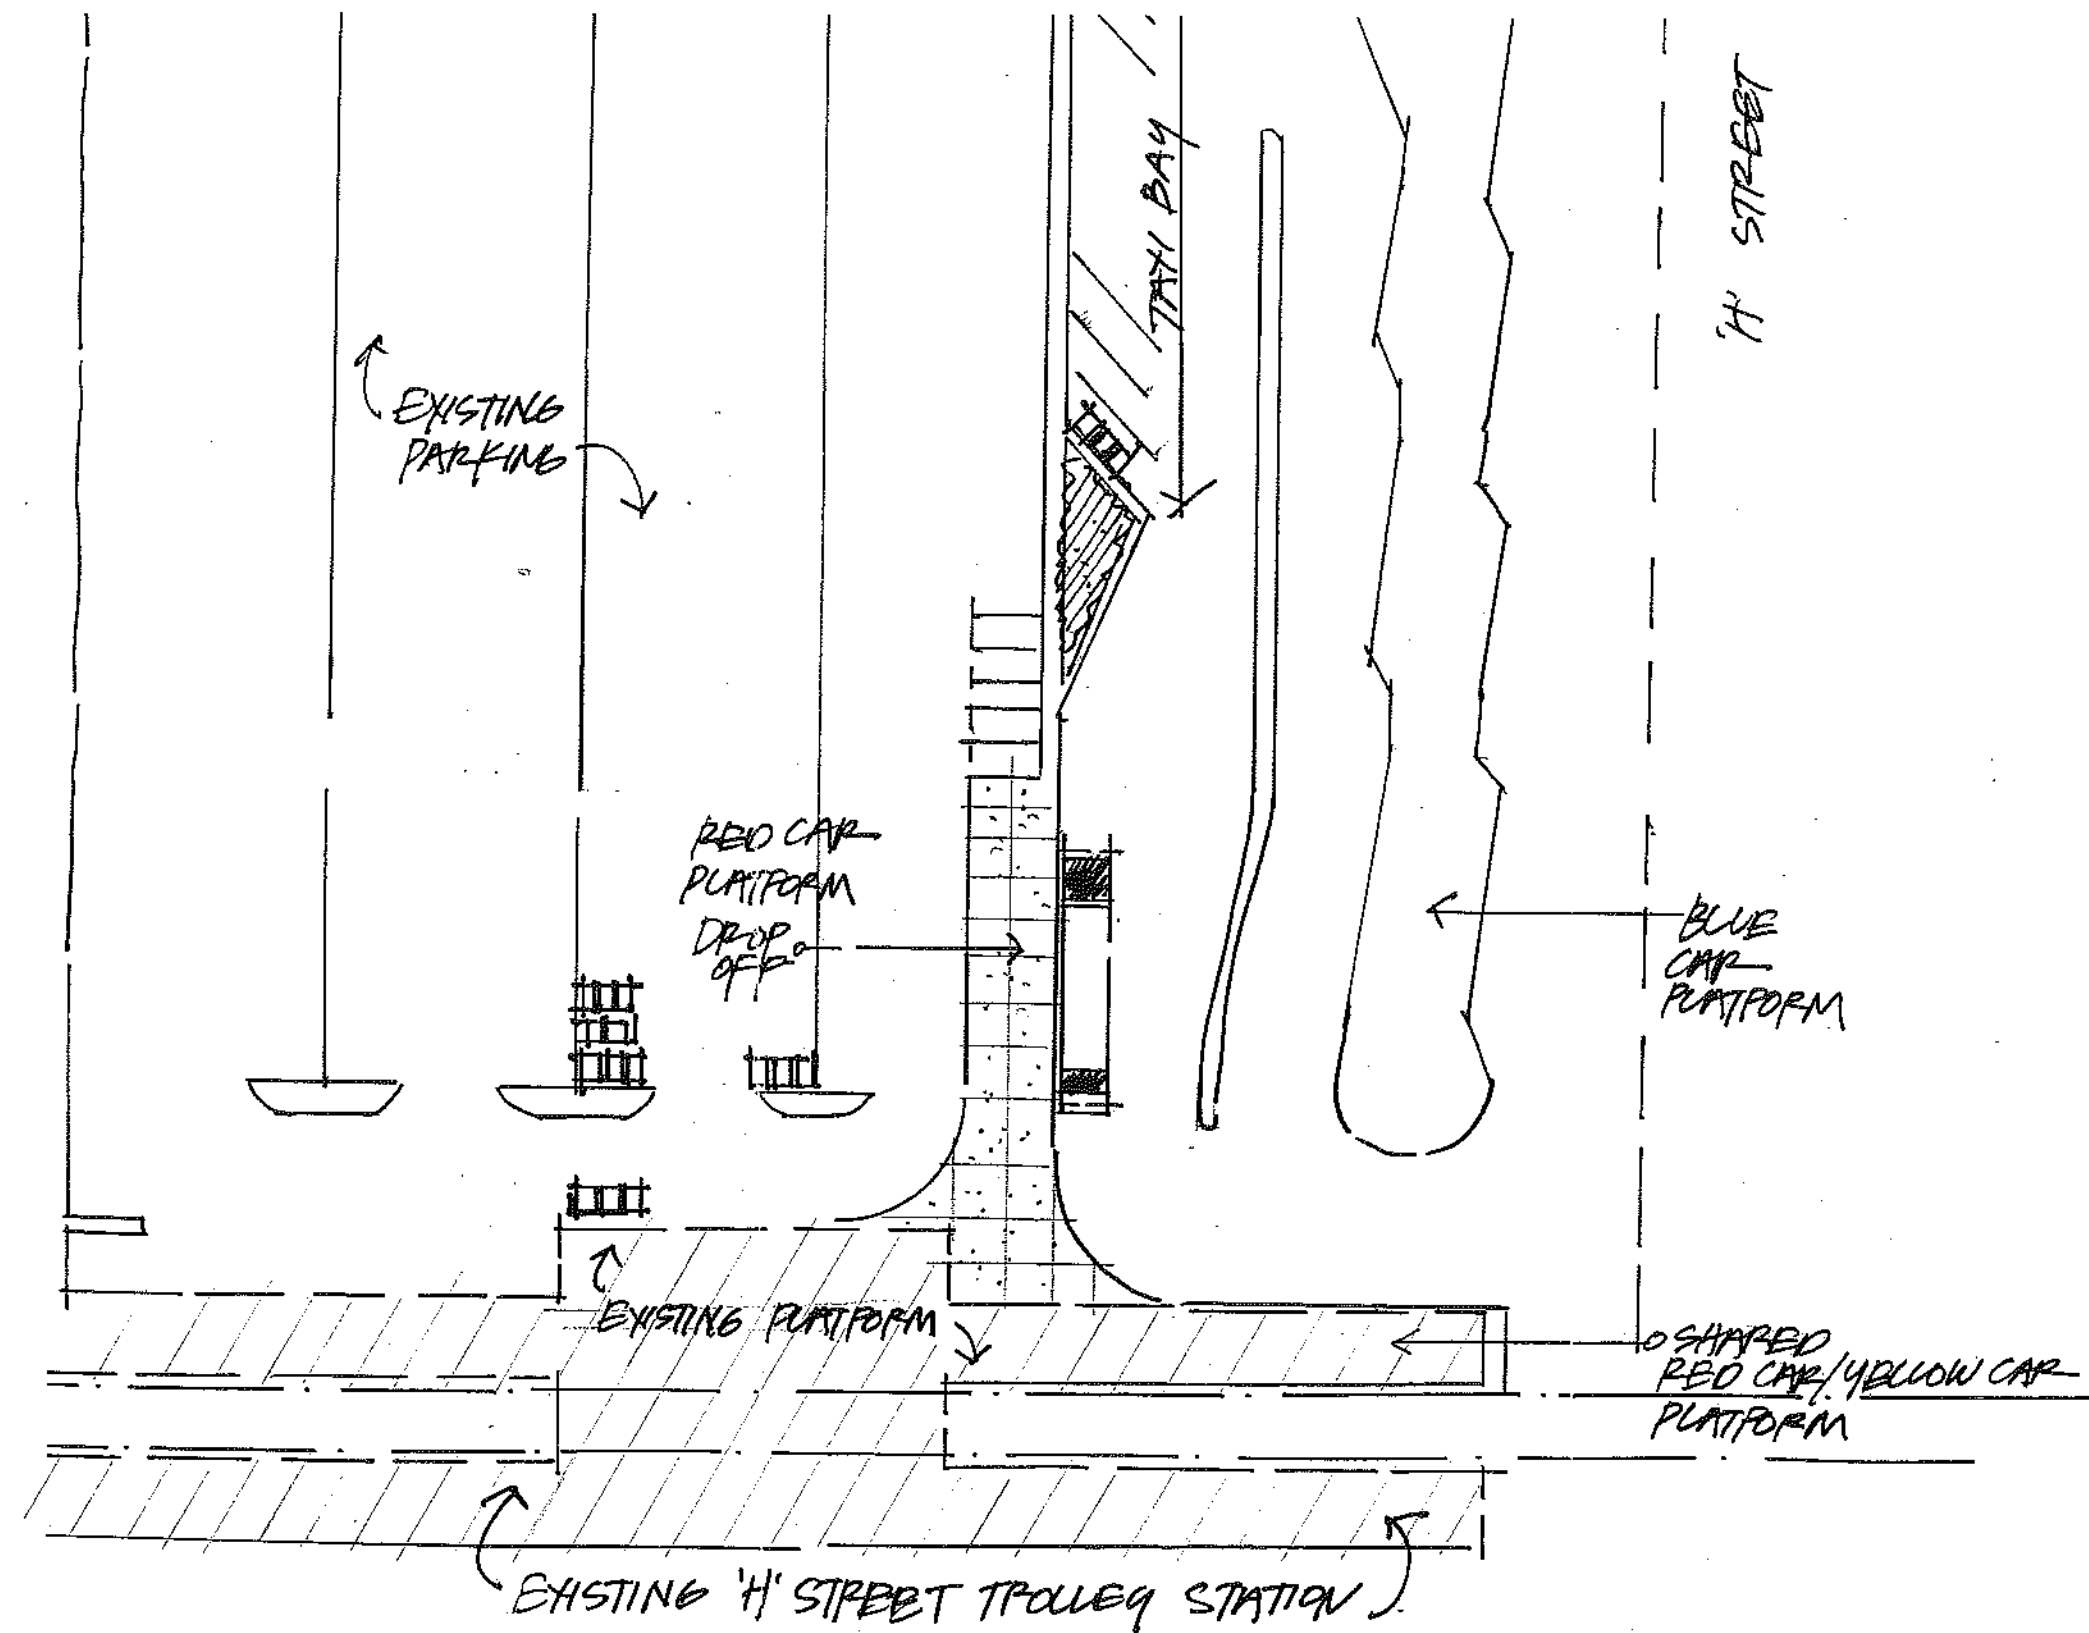 TAXI BAY
'H' STREET
EXISTING
PARKING
RED CAR
PLATFORM
DROP
OFF
BLUE
CAR
PLATFORM
EXISTING PLATFORM
SHARED
RED CAR/YELLOW CAR
PLATFORM
EXISTING 'H' STREET TROLLEY STATION